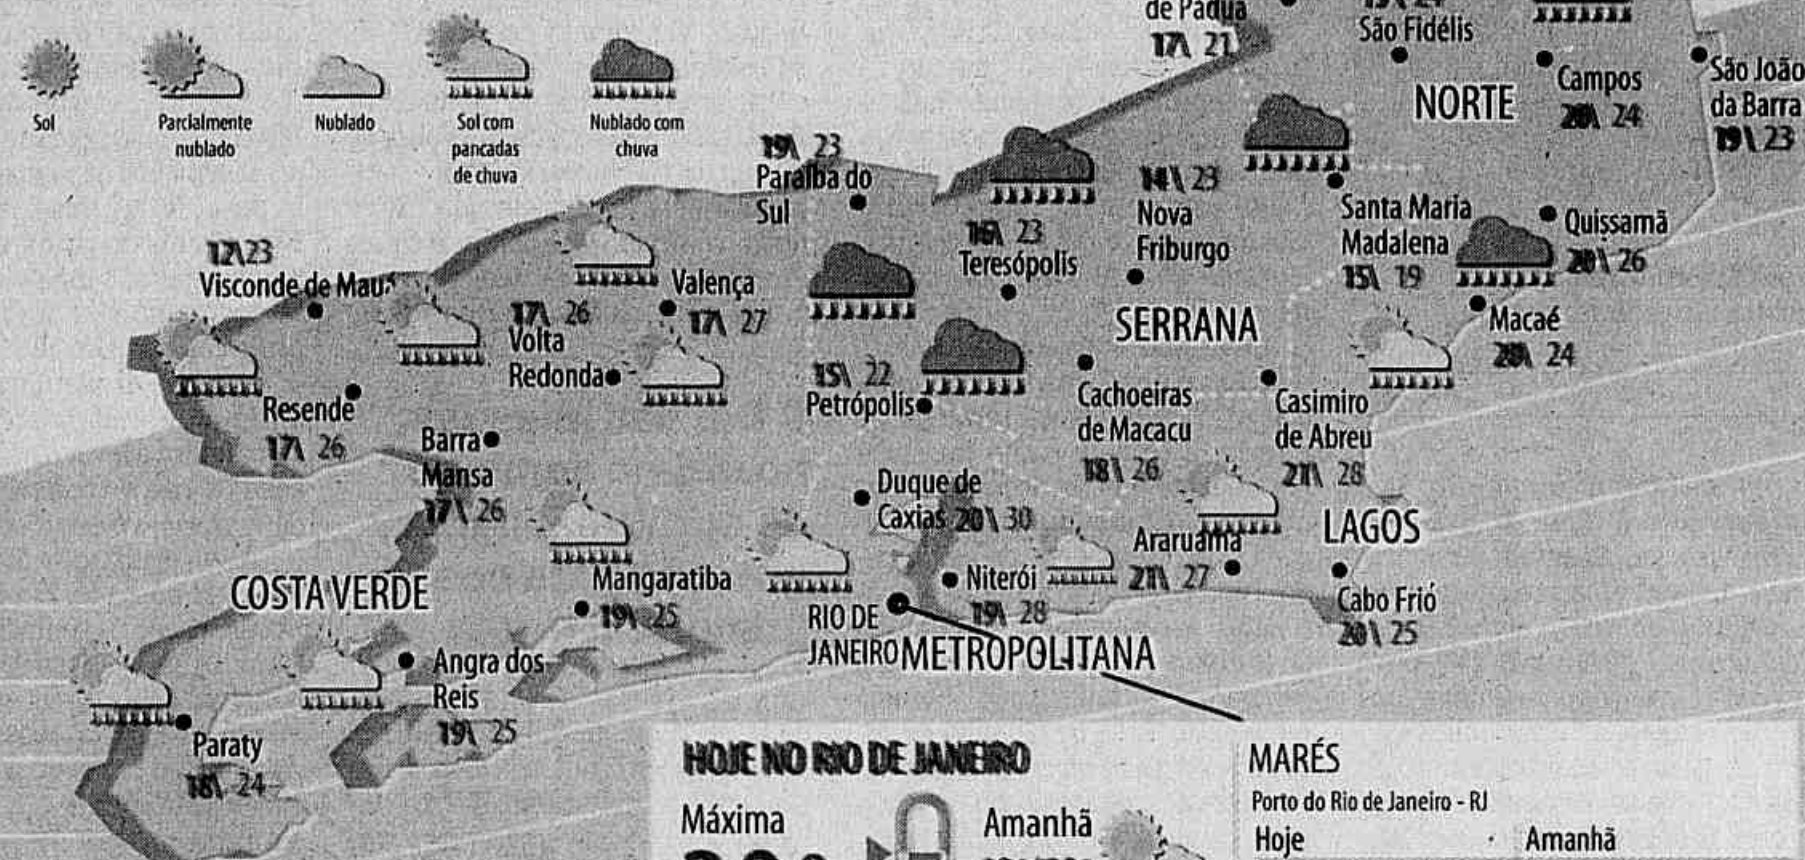 Sol
Parcialmente
nublado
Nublado
Sol com
pancadas
de chuva
Nublado com
chuva
de Pádua
17\ 21
São Fidélis
Campos
20\ 24
São João
da Barra
19\ 23
NORTE
19\ 23
Paraíba do
Sul
14\ 23
Nova
Friburgo
16\ 23
Teresópolis
Santa Maria
Madalena
15\ 19
Quissamã
20\ 26
17\ 23
Visconde de Mauá
Valença
17\ 27
17\ 26
Volta
Redonda
SERRANA
Macaé
20\ 24
15\ 22
Petrópolis
Resende
17\ 26
Cachoeiras
de Macacu
18\ 26
Casimiro
de Abreu
21\ 28
Barra
Mansa
17\ 26
Duque de
Caxias 20\ 30
LAGOS
Araruama
21\ 27
COSTA VERDE
Mangaratiba
19\ 25
Niterói
19\ 28
Cabo Frio
20\ 25
RIO DE
JANEIRO
METROPOLITANA
Angra dos
Reis
19\ 25
Paraty
18\ 24
HOJE NO RIO DE JANEIRO
Máxima
Amanhã
MARÉS
Porto do Rio de Janeiro - RJ
Hoje
Amanhã